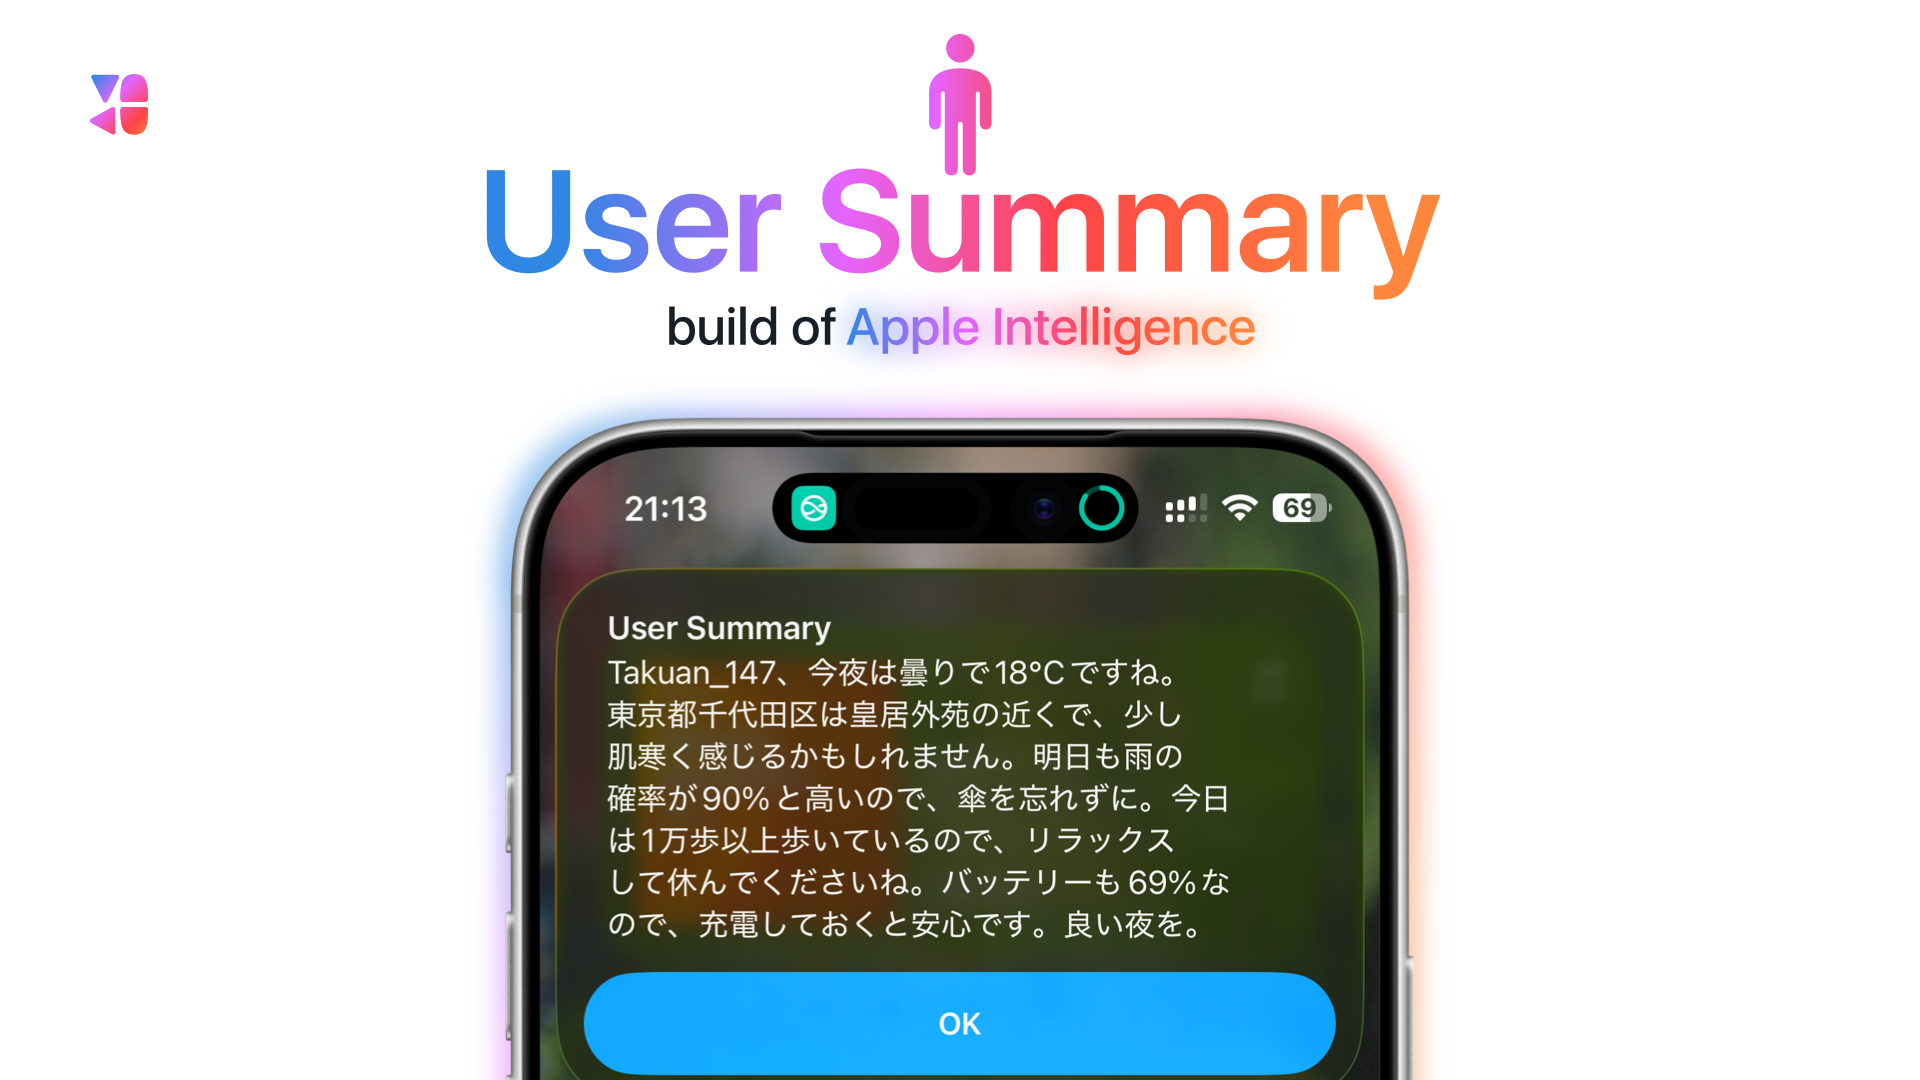 User Summary
build of Apple Intelligence
21:13
69
User Summary
Takuan_147、今夜は曇りで18°Cですね。
東京都千代田区は皇居外苑の近くで、少し
肌寒く感じるかもしれません。明日も雨の
確率が90%と高いので、傘を忘れずに。今日
は1万歩以上歩いているので、リラックス
して休んでくださいね。バッテリーも69%な
ので、充電しておくと安心です。良い夜を。
OK